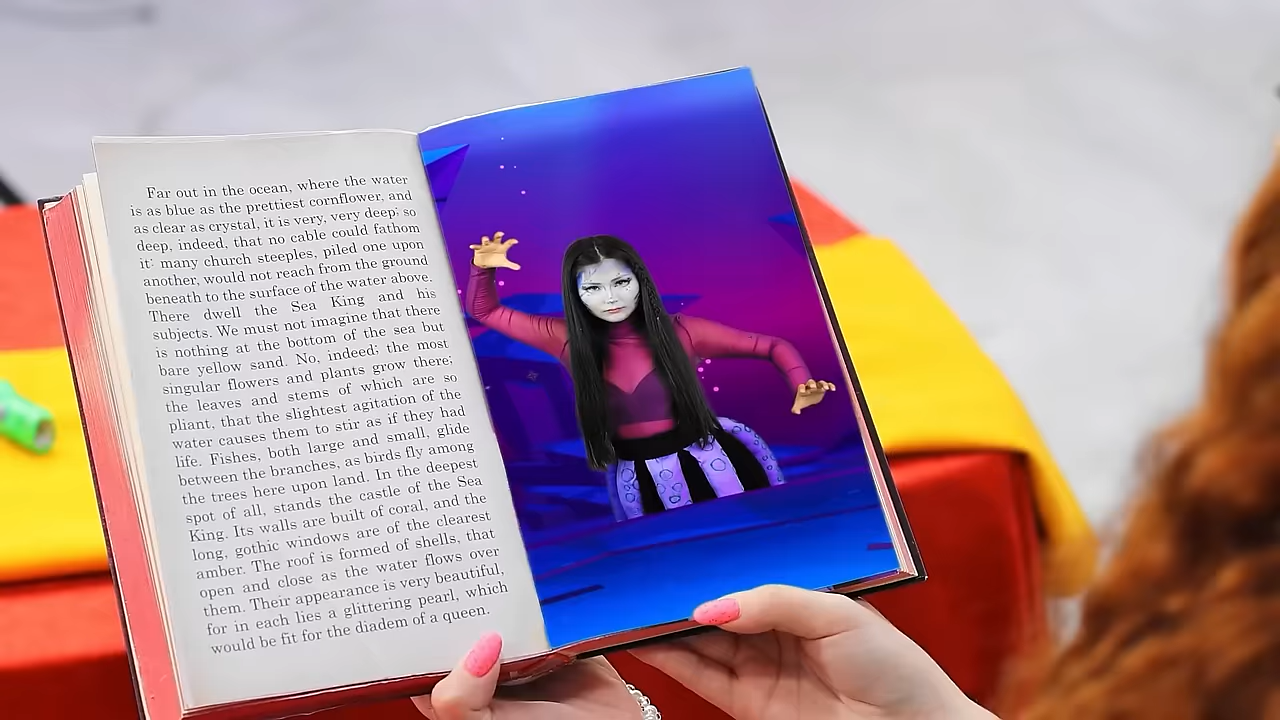 Far out in the ocean, where the water
is as blue as the prettiest cornflower, and
as clear as crystal, it is very, very deep; so
deep, indeed, that no cable could fathom
it: many church steeples, piled one upon
another, would not reach from the ground
beneath to the surface of the water above.
There dwell the Sea King and his
subjects. We must not imagine that there
is nothing at the bottom of the sea but
bare yellow sand. No, indeed; the most
singular flowers and plants grow there;
the leaves and stems of which are so
pliant, that the slightest agitation of the
water causes them to stir as if they had
life. Fishes, both large and small, glide
between the branches, as birds fly among
the trees here upon land. In the deepest
spot of all, stands the castle of the Sea
King. Its walls are built of coral, and the
long, gothic windows are of the clearest
amber. The roof is formed of shells, that
open and close as the water flows over
them. Their appearance is very beautiful,
for in each lies a glittering pearl, which
would be fit for the diadem of a queen.